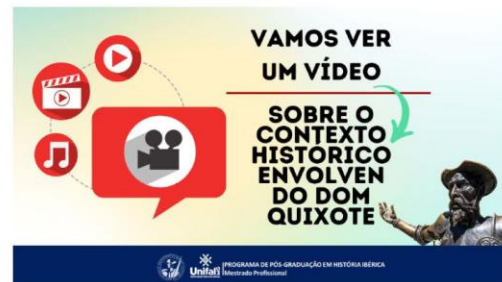 VAMOS VER
UM VÍDEO
SOBRE O
CONTEXTO
HISTÓRICO
ENVOLVEN
DO DOM
QUIXOTE
Unifal
PROGRAMA DE PÓS-GRADUAÇÃO EM HISTÓRIA IBÉRICA
Mestrado Profissional